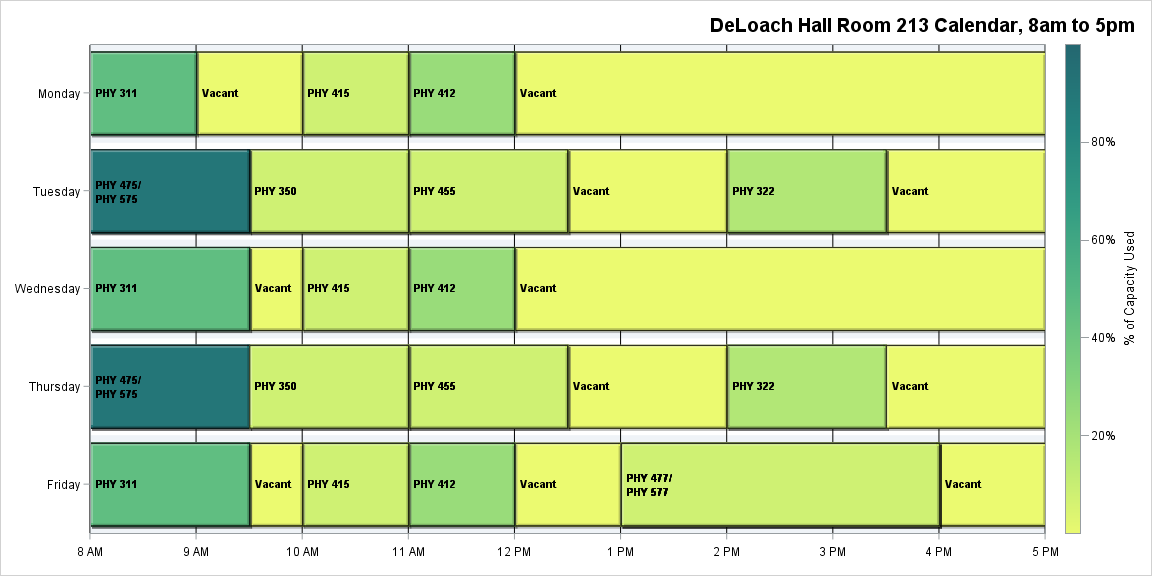 DeLoach Hall Room 213 Calendar, 8am to 5pm
Monday
PHY 311
Vacant
PHY 415
PHY 412
Vacant
Tuesday
PHY 475/
PHY 575
PHY 350
PHY 455
Vacant
PHY 322
Vacant
Wednesday
PHY 311
Vacant
PHY 415
PHY 412
Vacant
Thursday
PHY 475/
PHY 575
PHY 350
PHY 455
Vacant
PHY 322
Vacant
Friday
PHY 311
Vacant
PHY 415
PHY 412
Vacant
PHY 477/
PHY 577
Vacant
8 AM
9 AM
10 AM
11 AM
12 PM
1 PM
2 PM
3 PM
4 PM
5 PM
80%
60%
40%
20%
% of Capacity Used